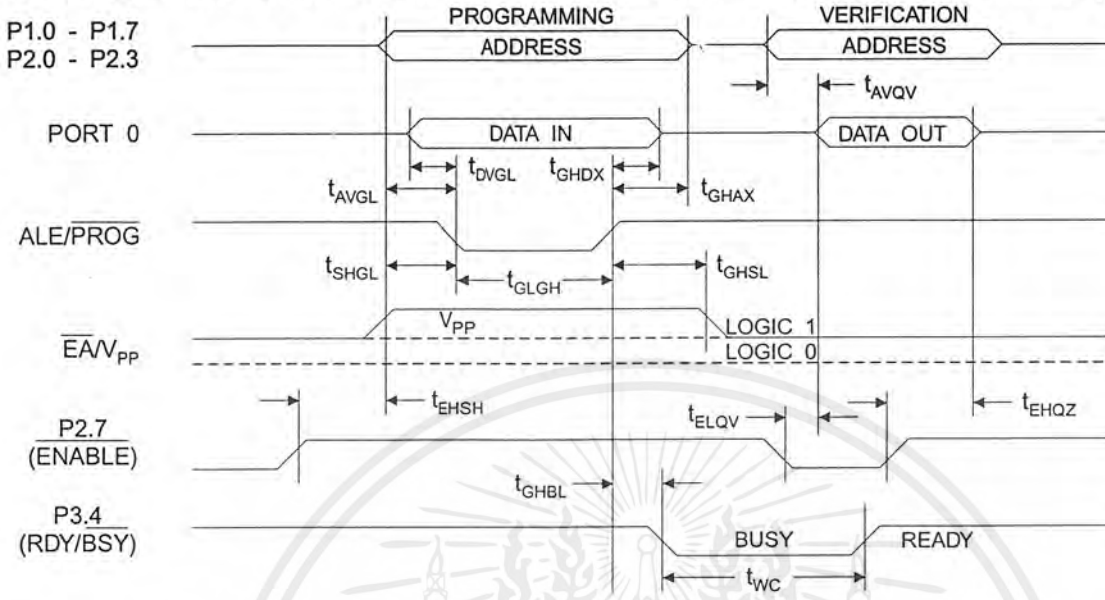 PROGRAMMING VERIFICATION
P1.0 - P1.7
P2.0 - P2.3
ADDRESS ADDRESS
tAVQV
PORT 0 DATA IN DATA OUT
tDVGL tGHDX
tAVGL tGHAX
ALE/PROG
tSHGL tGLGH tGHSL
VPP LOGIC 1
EA/VPP LOGIC 0
tEHSH tELQV tEHQZ
P2.7
(ENABLE)
tGHBL
P3.4
(RDY/BSY) BUSY READY
tWC